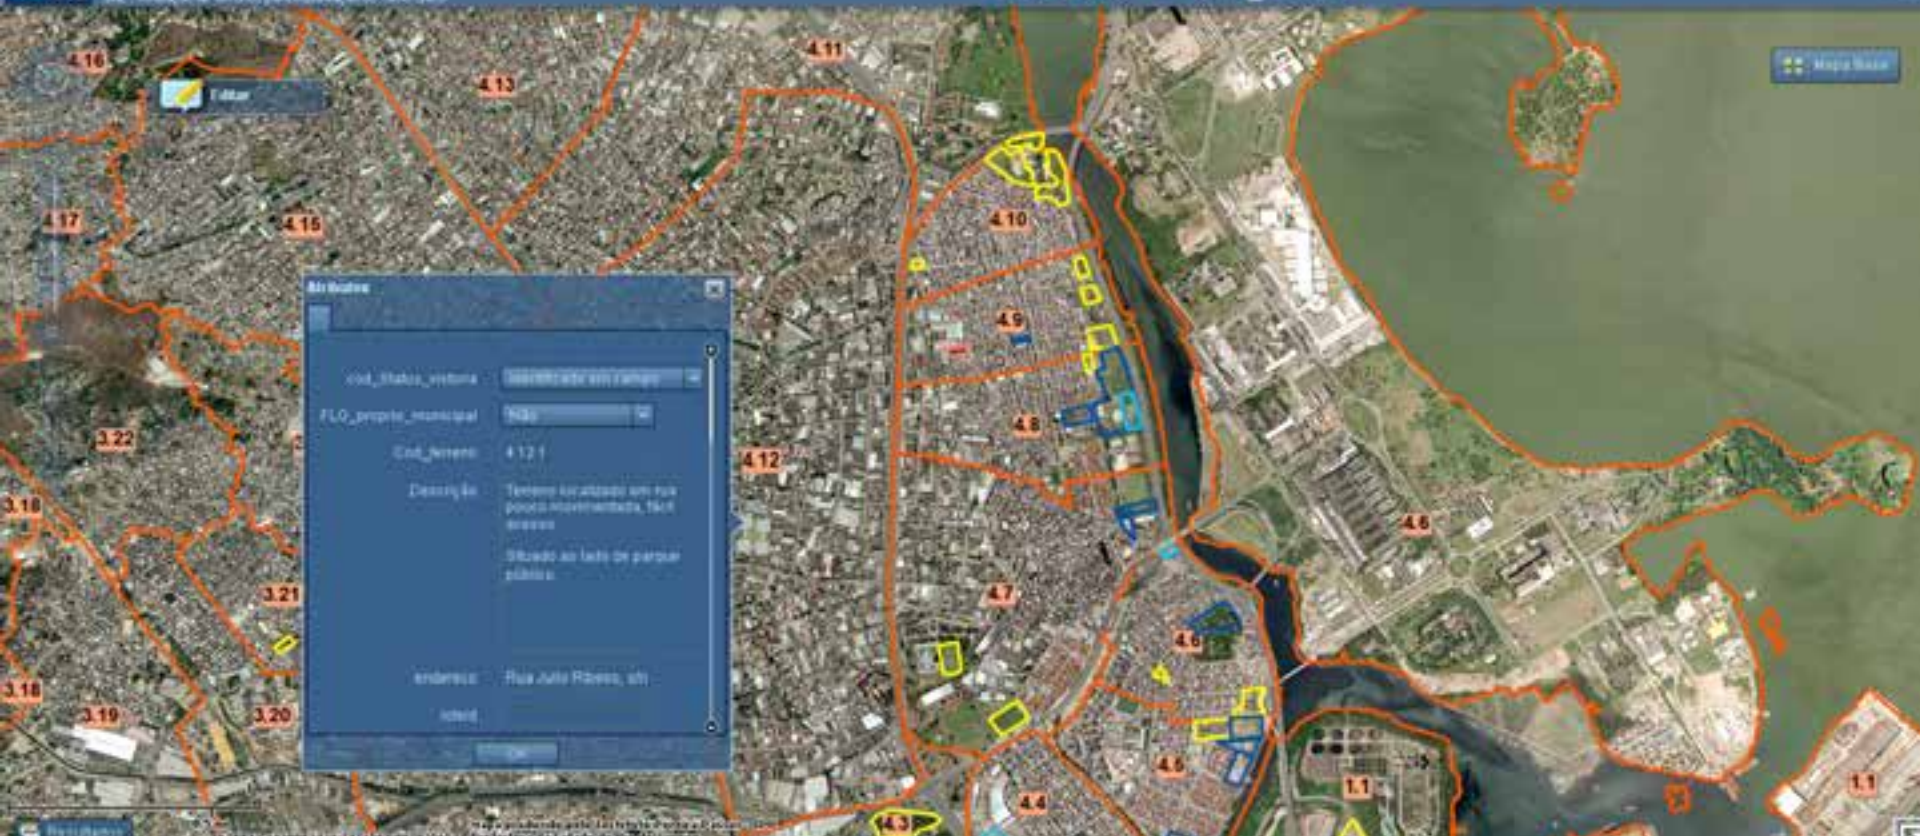 4.16
Editar
4.13
4.11
Mapa Base
4.17
4.15
4.10
Atributos
4.9
cod_Status_vistoria
identificado em campo
FLG_proprio_municipal
Não
3.22
4.8
Cod_terreno
4.12.1
4.12
Descrição
Terreno localizado em rua
pouco movimentada, fácil
acesso
3.18
4.6
Situado ao lado de parque
público.
3.21
4.7
4.6
endereco
Rua Julio Ribeiro, s/n
3.18
3.19
3.20
OK
4.5
1.1
1.1
4.4
4.3